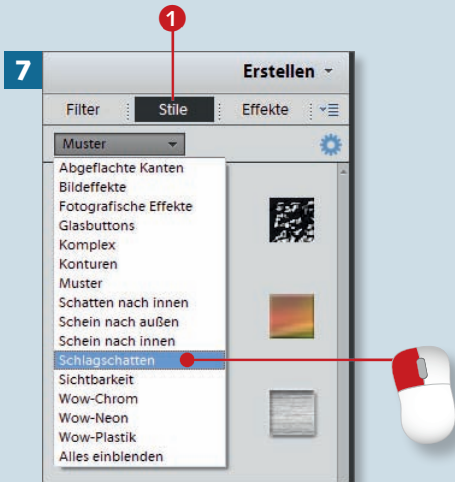 1
7
Erstellen
Filter Stile Effekte
Muster
Abgeflachte Kanten
Bildeffekte
Fotografische Effekte
Glasbuttons
Komplex
Konturen
Muster
Schatten nach innen
Schein nach außen
Schein nach innen
Schlagschatten
Sichtbarkeit
Wow-Chrom
Wow-Neon
Wow-Plastik
Alles einblenden